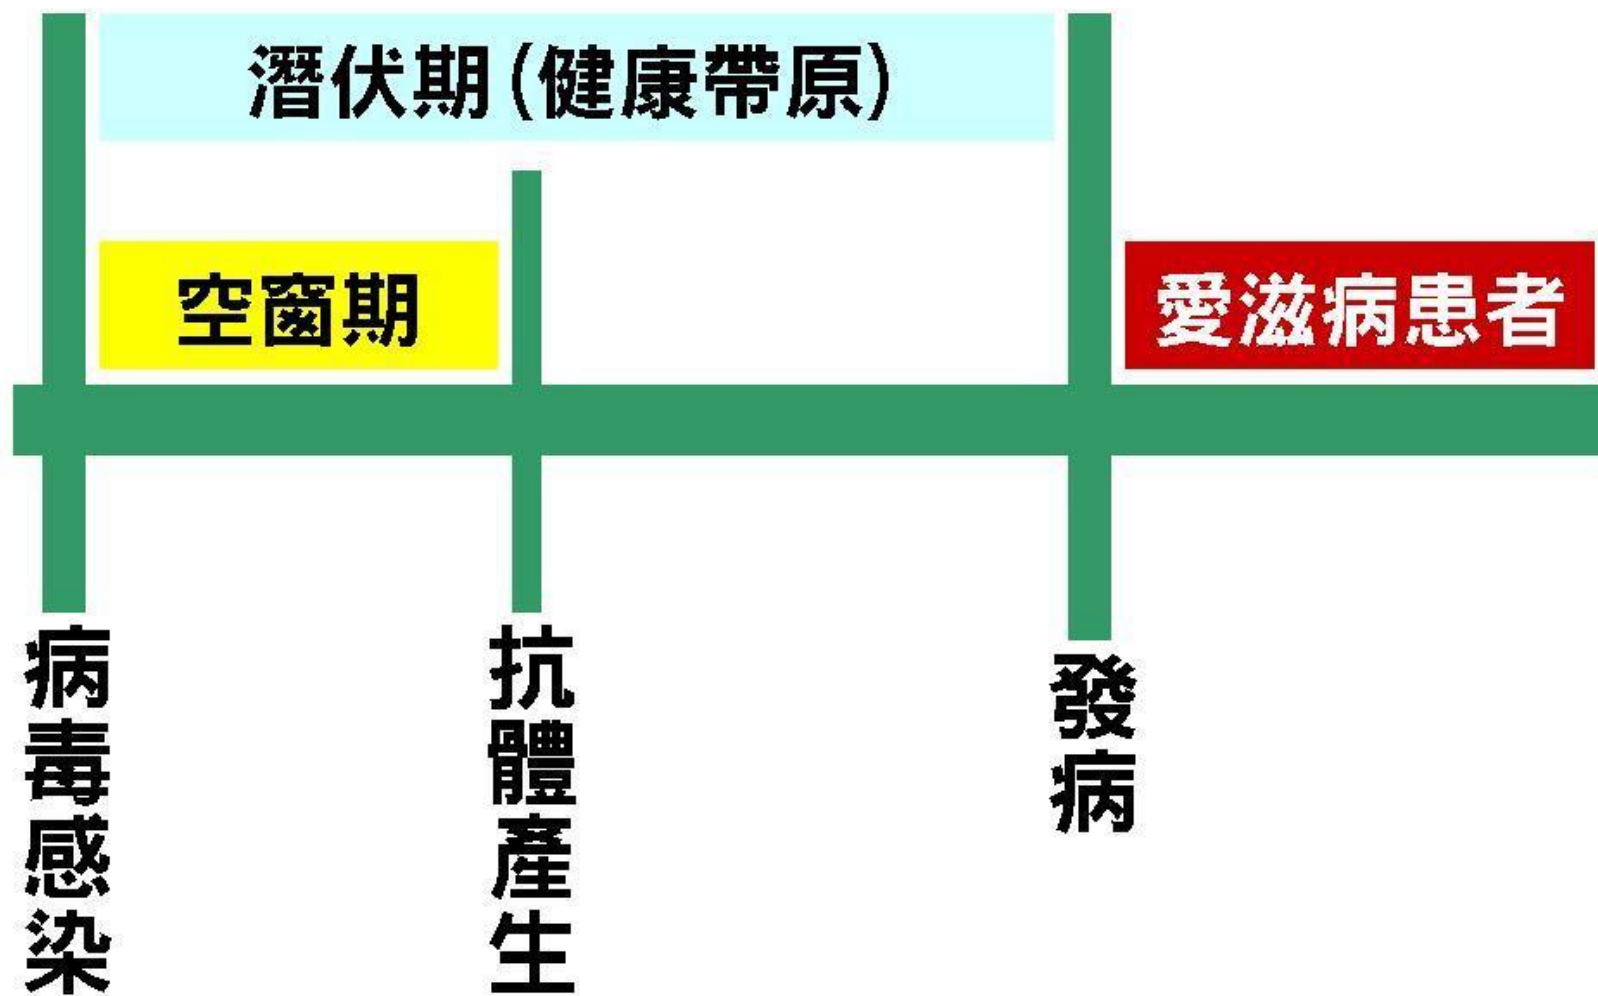 潛伏期(健康帶原)
空窗期
愛滋病患者
病毒感染
抗體產生
發病